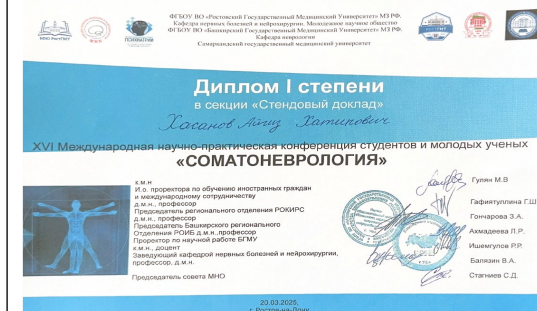 ФГБОУ ВО «Ростовский Государственный Медицинский Университет» МЗ РФ.
Кафедра нервных болезней и нейрохирургии. Молодежное научное общество
ФГБОУ ВО «Башкирский Государственный Медицинский Университет» МЗ РФ.
Кафедра неврологии
Самаркандский государственный медицинский университет
ПСИХИАТРИИ
Диплом I степени
в секции «Стендовый доклад»
Хасанов Айгиз Хатипович
XVI Международная научно-практическая конференция студентов и молодых ученых
«СОМАТОНЕВРОЛОГИЯ»
к.м.н
И.о. проректора по обучению иностранных граждан
и международному сотрудничеству
д.м.н., профессор
Председатель регионального отделения РОКИРС
д.м.н., профессор
Председатель Башкирского регионального
Отделения РОИБ д.м.н.,профессор
Проректор по научной работе БГМУ
к.м.н., доцент
Заведующий кафедрой нервных болезней и нейрохирургии,
профессор, д.м.н.
Председатель совета МНО
Гулян М.В
Гафиятуллина Г.Ш
Гончарова З.А.
Ахмадеева Л.Р.
Ишемгулов Р.Р.
Балязин В.А.
Стагниев С.Д.
20.03.2025,
г. Ростов-на-Дону